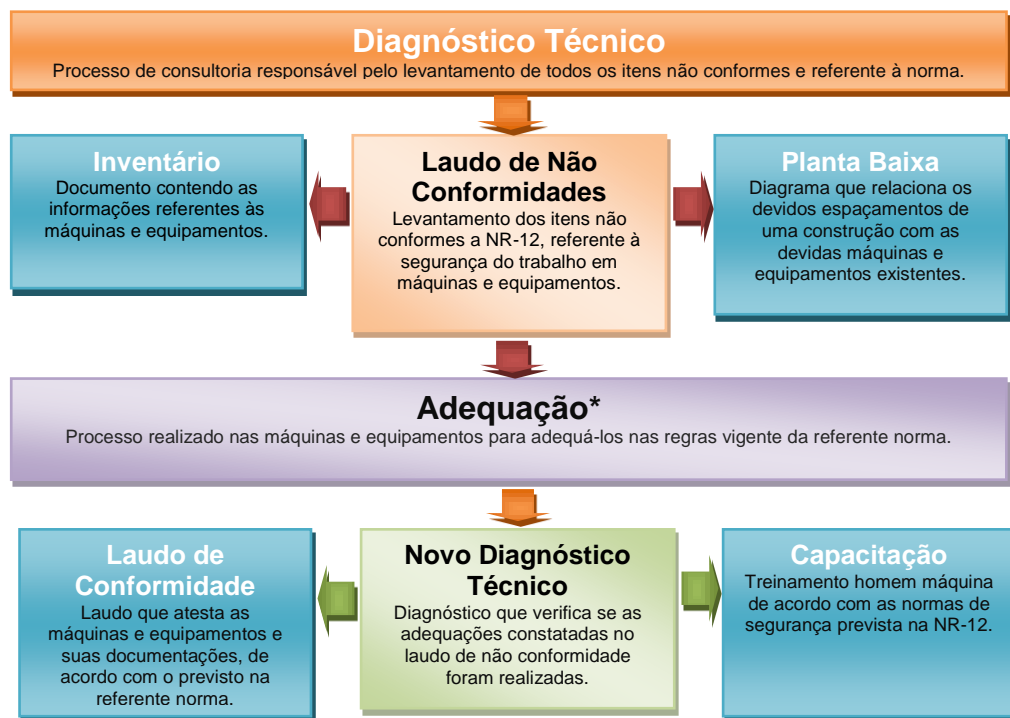 Diagnóstico Técnico
Processo de consultoria responsável pelo levantamento de todos os itens não conformes e referente à norma.
Inventário
Documento contendo as
informações referentes às
máquinas e equipamentos.
Laudo de Não
Conformidades
Levantamento dos itens não
conformes a NR-12, referente à
segurança do trabalho em
máquinas e equipamentos.
Planta Baixa
Diagrama que relaciona os
devidos espaçamentos de
uma construção com as
devidas máquinas e
equipamentos existentes.
Adequação*
Processo realizado nas máquinas e equipamentos para adequá-los nas regras vigente da referente norma.
Laudo de
Conformidade
Laudo que atesta as
máquinas e equipamentos e
suas documentações, de
acordo com o previsto na
referente norma.
Novo Diagnóstico
Técnico
Diagnóstico que verifica se as
adequações constatadas no
laudo de não conformidade
foram realizadas.
Capacitação
Treinamento homem máquina
de acordo com as normas de
segurança prevista na NR-12.